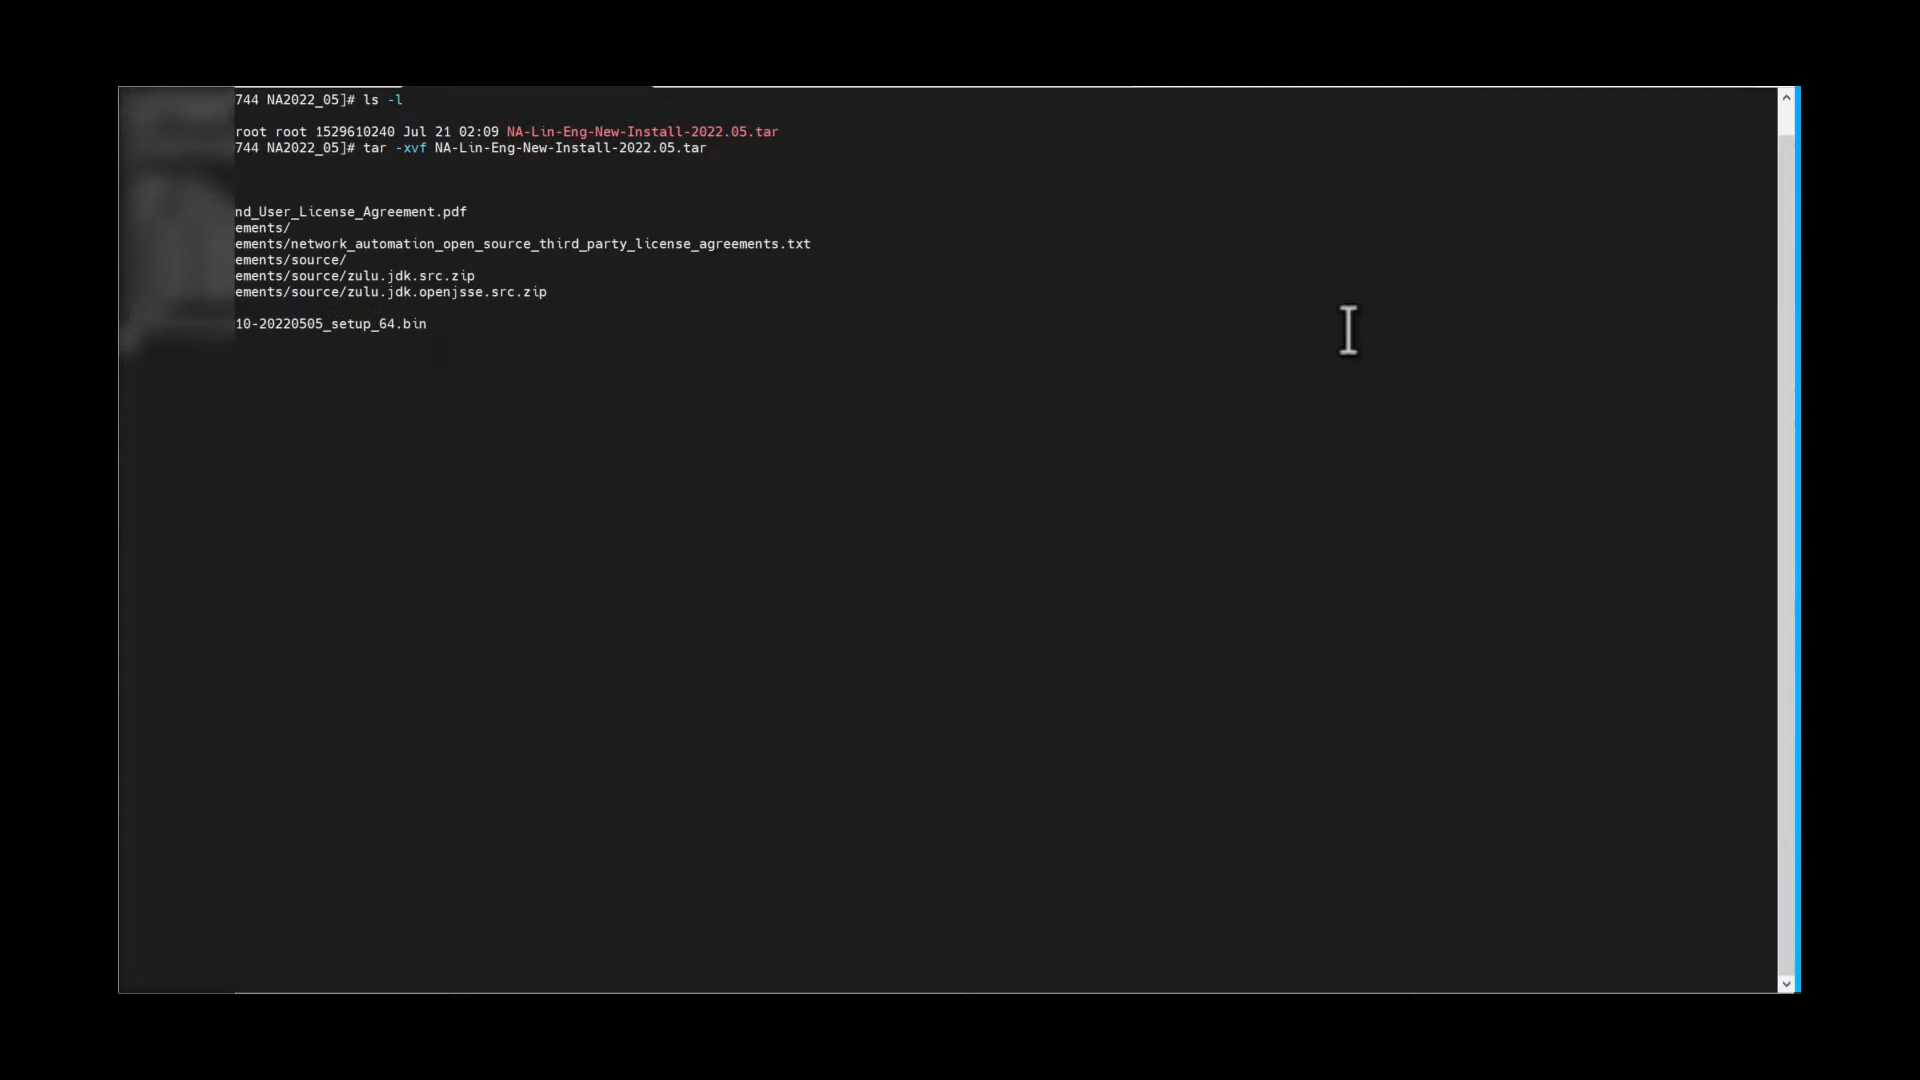 744 NA2022_05]# ls -l
root root 1529610240 Jul 21 02:09 NA-Lin-Eng-New-Install-2022.05.tar
744 NA2022_05]# tar -xvf NA-Lin-Eng-New-Install-2022.05.tar
nd_User_License_Agreement.pdf
ements/
ements/network_automation_open_source_third_party_license_agreements.txt
ements/source/
ements/source/zulu.jdk.src.zip
ements/source/zulu.jdk.openjsse.src.zip
10-20220505_setup_64.bin